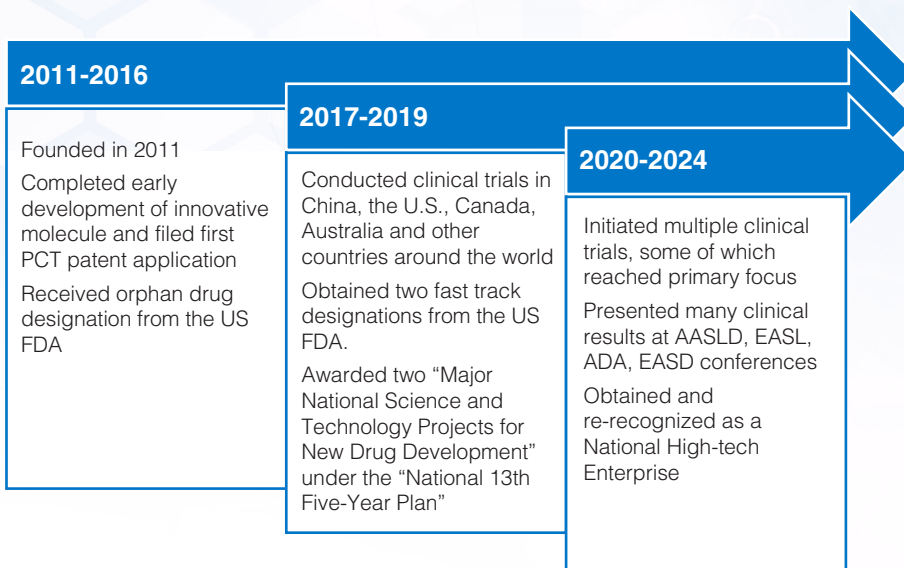 2011-2016
Founded in 2011
Completed early
development of innovative
molecule and filed first
PCT patent application
Received orphan drug
designation from the US
FDA
2017-2019
Conducted clinical trials in
China, the U.S., Canada,
Australia and other
countries around the world
Obtained two fast track
designations from the US
FDA.
Awarded two “Major
National Science and
Technology Projects for
New Drug Development”
under the “National 13th
Five-Year Plan”
2020-2024
Initiated multiple clinical
trials, some of which
reached primary focus
Presented many clinical
results at AASLD, EASL,
ADA, EASD conferences
Obtained and
re-recognized as a
National High-tech
Enterprise